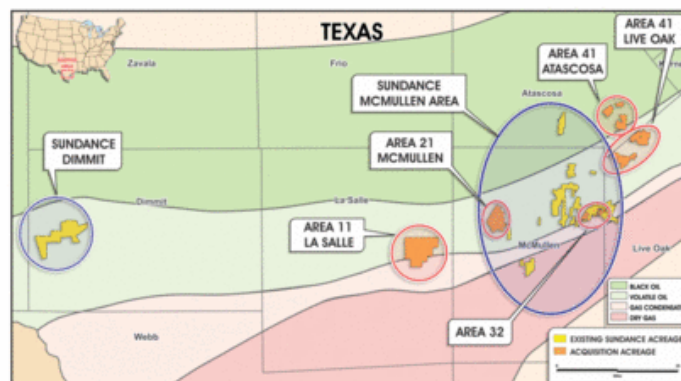 TEXAS
AREA 41
LIVE OAK
AREA 41
ATASCOSA
Zavala
Frio
Atascosa
SUNDANCE
MCMULLEN AREA
SUNDANCE
DIMMIT
AREA 21
MCMULLEN
Dimmit
La Salle
AREA 11
LA SALLE
McMullen
Live Oak
Webb
AREA 32
BLACK OIL
VOLATILE OIL
GAS CONDENSATE
DRY GAS
EXISTING SUNDANCE ACREAGE
ACQUISITION ACREAGE